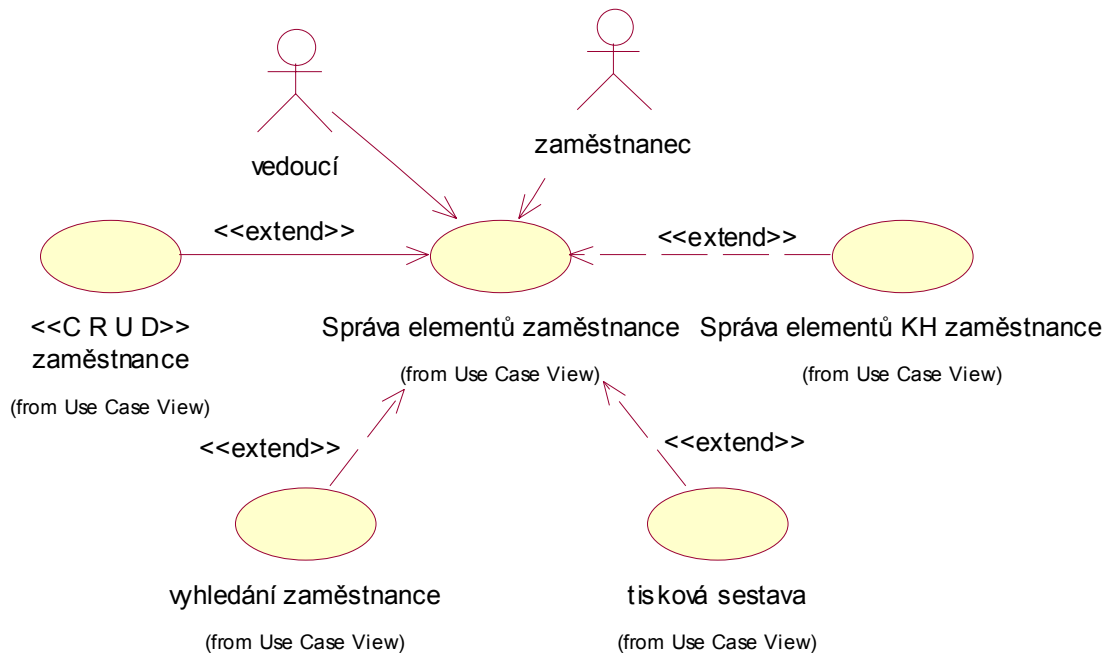 vedoucí
zaměstnanec
<<extend>>
<<extend>>
<<C R U D>>
zaměstnance
(from Use Case View)
Správa elementů zaměstnance
(from Use Case View)
Správa elementů KH zaměstnance
(from Use Case View)
<<extend>>
<<extend>>
vyhledání zaměstnance
(from Use Case View)
tisková sestava
(from Use Case View)